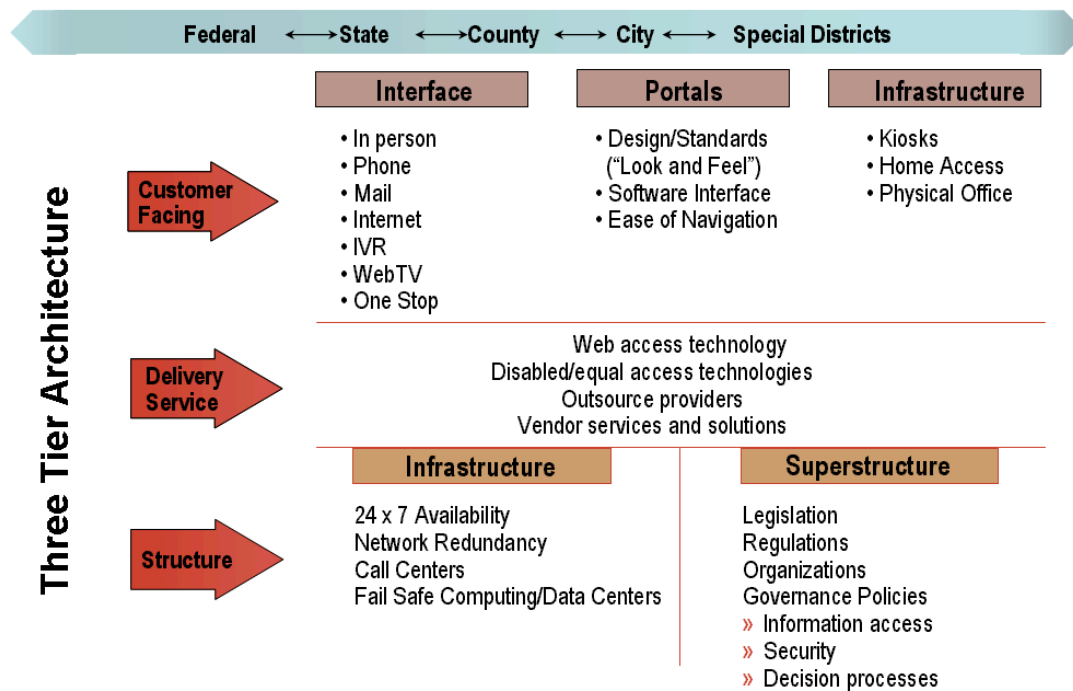 Federal ↔ State ↔ County ↔ City ↔ Special Districts
Three Tier Architecture
Customer
Facing
Interface
• In person
• Phone
• Mail
• Internet
• IVR
• WebTV
• One Stop
Portals
• Design/Standards
(“Look and Feel”)
• Software Interface
• Ease of Navigation
Infrastructure
• Kiosks
• Home Access
• Physical Office
Delivery
Service
Web access technology
Disabled/equal access technologies
Outsource providers
Vendor services and solutions
Structure
Infrastructure
24 x 7 Availability
Network Redundancy
Call Centers
Fail Safe Computing/Data Centers
Superstructure
Legislation
Regulations
Organizations
Governance Policies
» Information access
» Security
» Decision processes